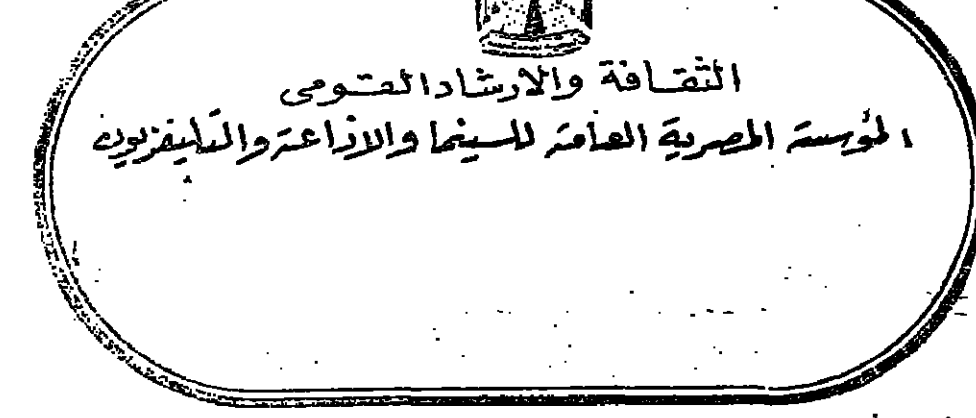 الثقافة والارشاد القومى
المؤسسة المصرية العامة للسينما والاذاعة والتليفزيون